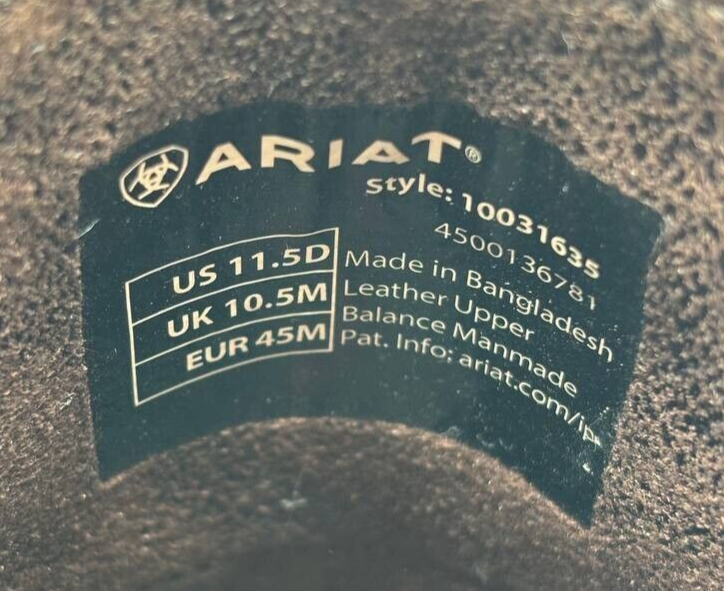 ARIAT®
style: 10031635
4500136781
US 11.5D
UK 10.5M
EUR 45M
Made in Bangladesh
Leather Upper
Balance Manmade
Pat. Info: ariat.com/ip